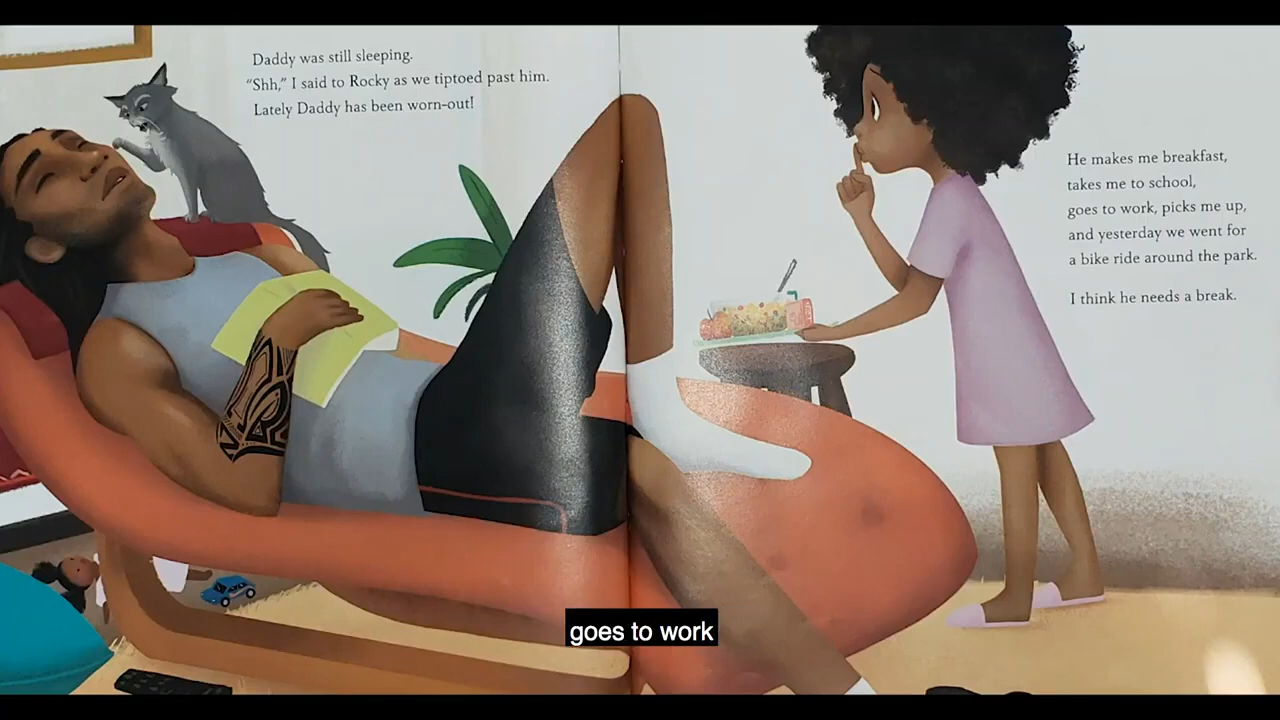 Daddy was still sleeping.
“Shh,” I said to Rocky as we tiptoed past him.
Lately Daddy has been worn-out!
He makes me breakfast,
takes me to school,
goes to work, picks me up,
and yesterday we went for
a bike ride around the park.
I think he needs a break.
goes to work